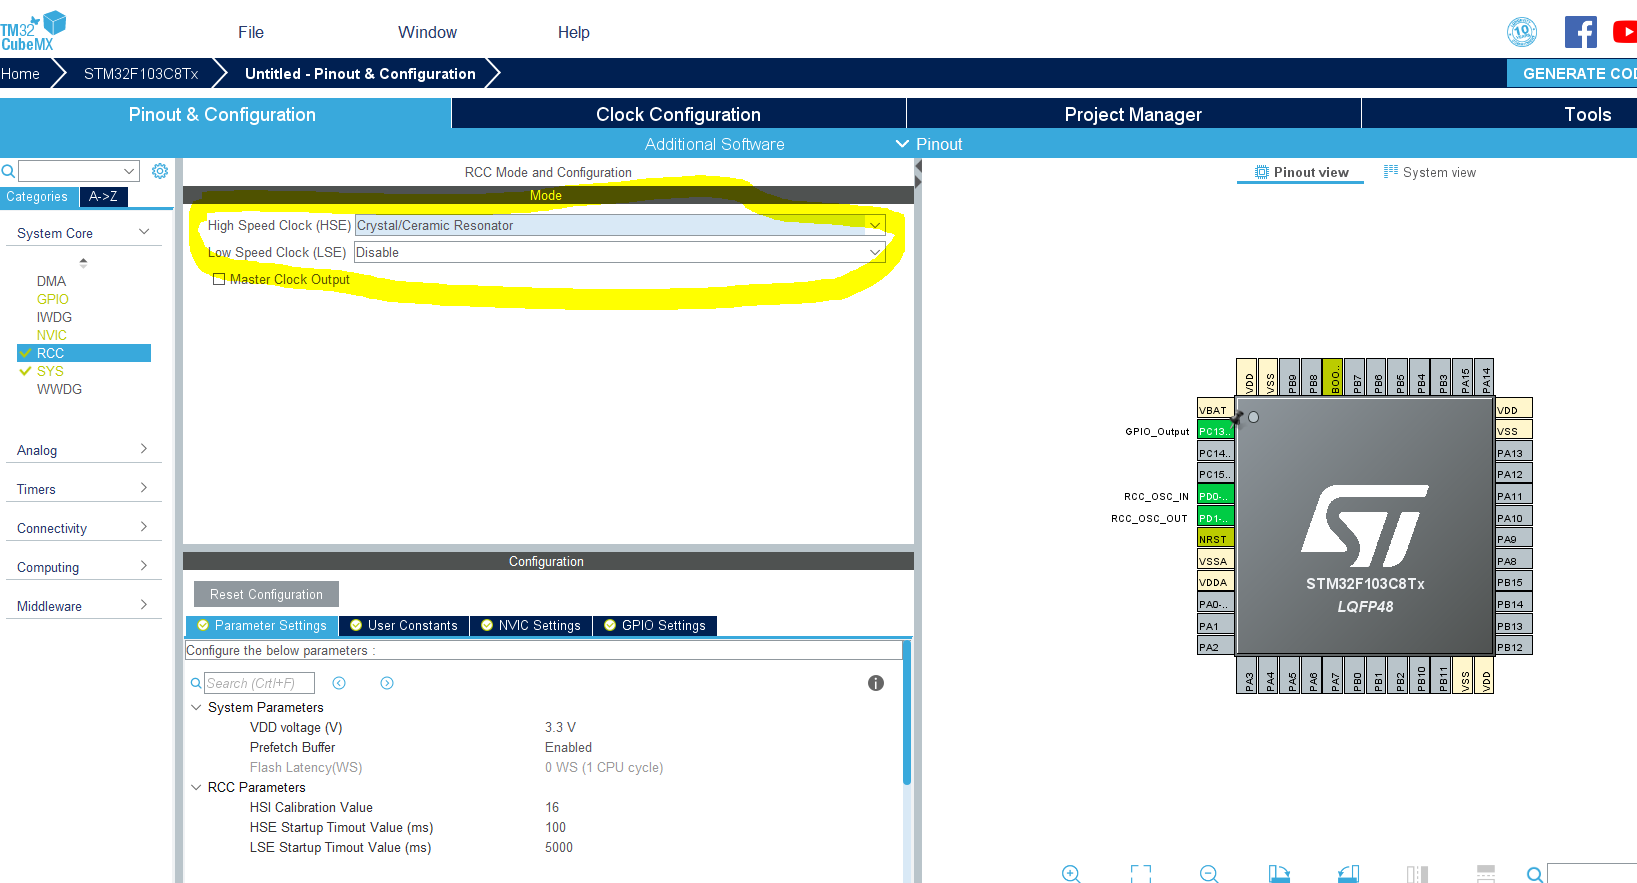 TM32
CubeMX
File
Window
Help
10
Home
STM32F103C8Tx
Untitled - Pinout & Configuration
GENERATE COD
Pinout & Configuration
Clock Configuration
Project Manager
Tools
Additional Software
Pinout
Categories
A->Z
System Core
DMA
GPIO
IWDG
NVIC
RCC
SYS
WWDG
Analog
Timers
Connectivity
Computing
Middleware
RCC Mode and Configuration
Mode
High Speed Clock (HSE)
Crystal/Ceramic Resonator
Low Speed Clock (LSE)
Disable
Master Clock Output
Configuration
Reset Configuration
Parameter Settings
User Constants
NVIC Settings
GPIO Settings
Configure the below parameters :
Search (CrtI+F)
System Parameters
VDD voltage (V) 3.3 V
Prefetch Buffer Enabled
Flash Latency(WS) 0 WS (1 CPU cycle)
RCC Parameters
HSI Calibration Value 16
HSE Startup Timout Value (ms) 100
LSE Startup Timout Value (ms) 5000
Pinout view
System view
VDD
VSS
PB9
PB8
BOO..
PB7
PB6
PB5
PB4
PB3
PA15
PA14
VBAT
GPIO_Output PC13..
PC14..
PC15..
RCC_OSC_IN PD0-..
RCC_OSC_OUT PD1-..
NRST
VSSA
VDDA
PA0-..
PA1
PA2
ST
STM32F103C8Tx
LQFP48
VDD
VSS
PA13
PA12
PA11
PA10
PA9
PA8
PB15
PB14
PB13
PB12
PA3
PA4
PA5
PA6
PA7
PB0
PB1
PB2
PB10
PB11
VSS
VDD